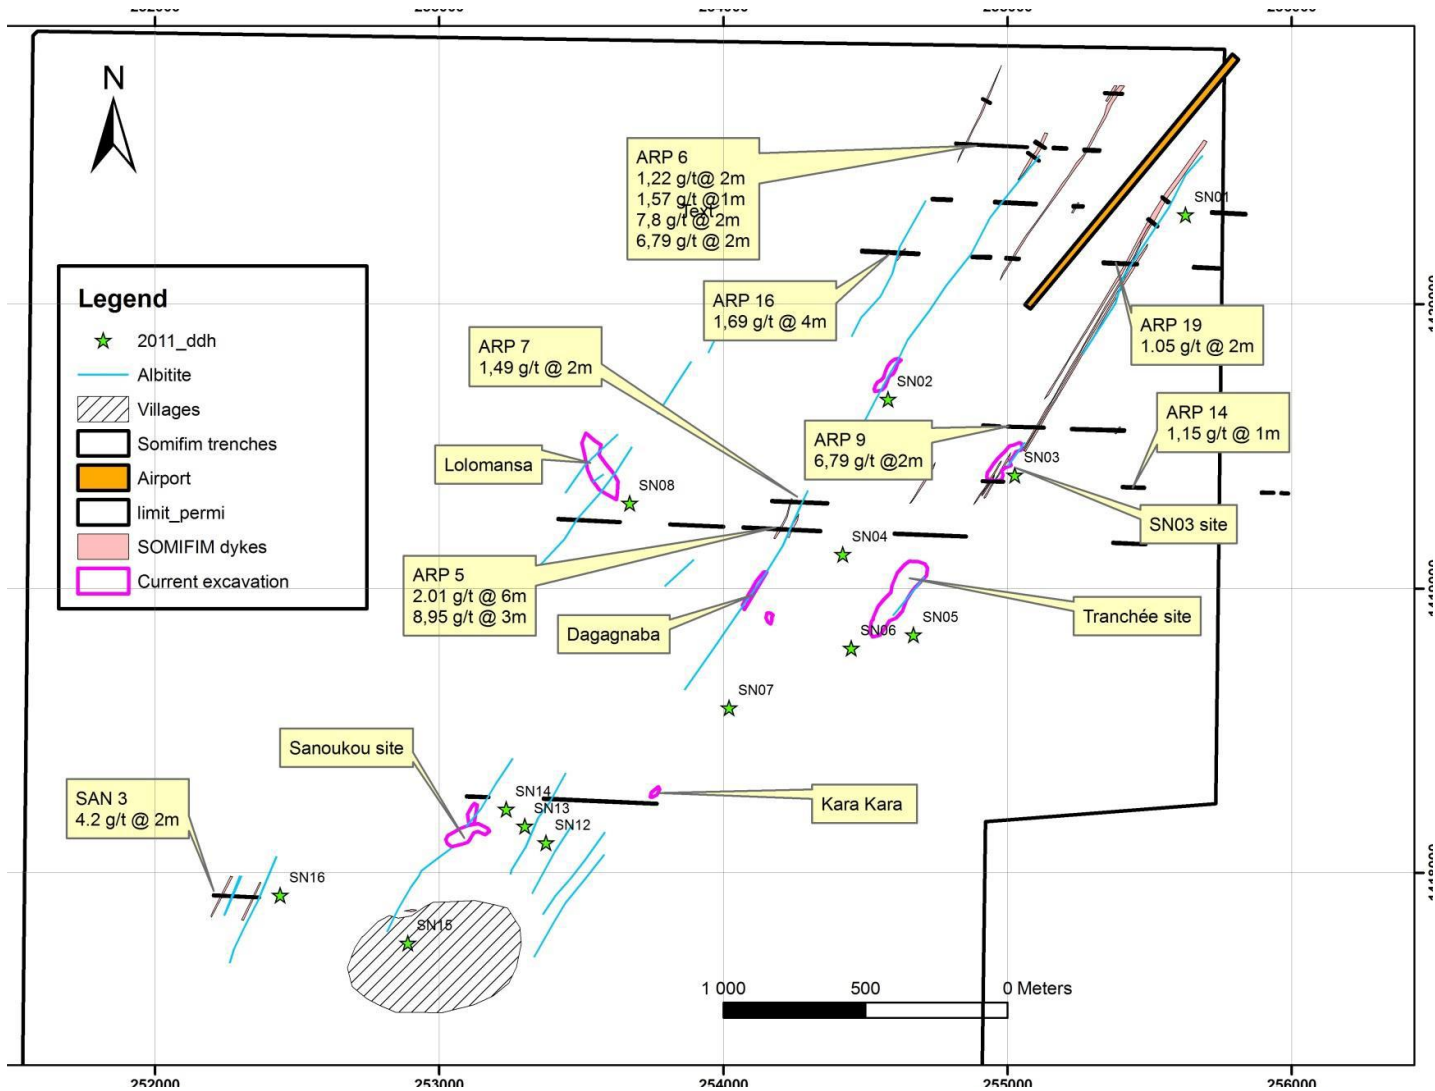 N
ARP 6
1,22 g/t@ 2m
1,57 g/t @1m
Text
7,8 g/t @ 2m
6,79 g/t @ 2m
SN01
Legend
2011_ddh
Albitite
Villages
Somifim trenches
Airport
limit_permi
SOMIFIM dykes
Current excavation
ARP 16
1,69 g/t @ 4m
ARP 19
1.05 g/t @ 2m
ARP 7
1,49 g/t @ 2m
SN02
ARP 14
1,15 g/t @ 1m
ARP 9
6,79 g/t @2m
Lolomansa
SN03
SN08
SN03 site
SN04
ARP 5
2.01 g/t @ 6m
8,95 g/t @ 3m
Dagagnaba
Tranchée site
SN05
SN06
SN07
Sanoukou site
SAN 3
4.2 g/t @ 2m
SN14
SN13
SN12
Kara Kara
SN16
SN15
1 000
500
0 Meters
252000
253000
254000
255000
256000